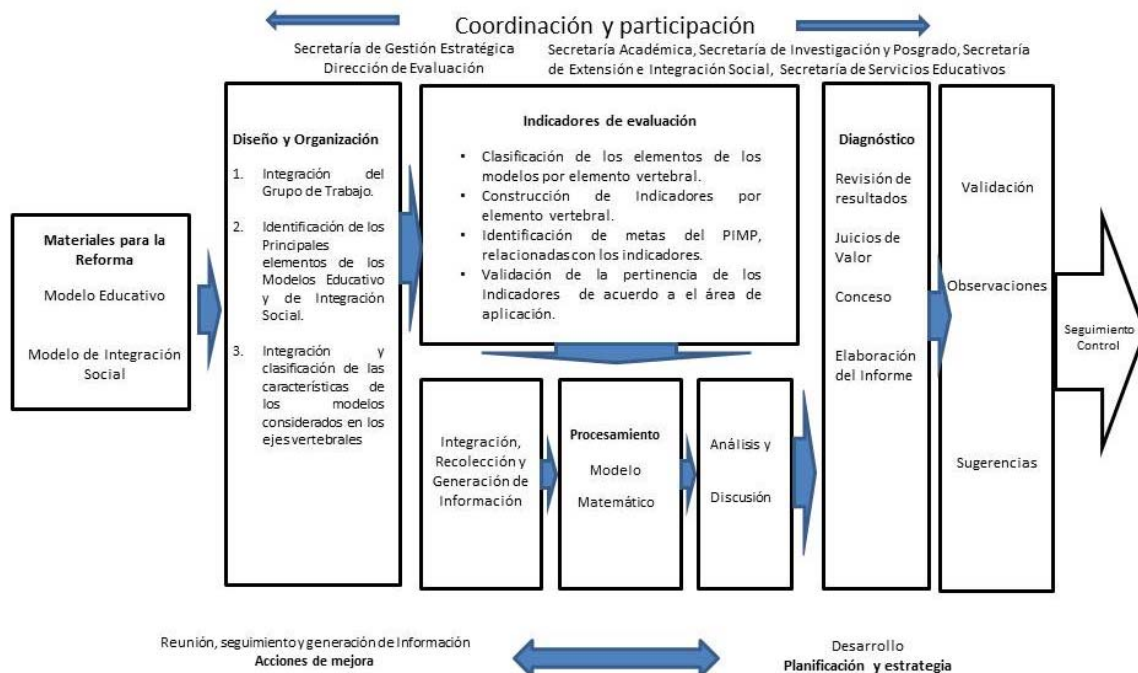 Coordinación y participación
Secretaría de Gestión Estratégica
Dirección de Evaluación
Secretaría Académica, Secretaría de Investigación y Posgrado, Secretaría
de Extensión e Integración Social, Secretaría de Servicios Educativos
Materiales para la
Reforma
Modelo Educativo
Modelo de Integración
Social
Diseño y Organización
1. Integración del
Grupo de Trabajo.
2. Identificación de los
Principales
elementos de los
Modelos Educativo
y de Integración
Social.
3. Integración y
clasificación de las
características de
los modelos
considerados en los
ejes vertebrales
Indicadores de evaluación
▪ Clasificación de los elementos de los
modelos por elemento vertebral.
▪ Construcción de Indicadores por
elemento vertebral.
▪ Identificación de metas del PIMP,
relacionadas con los indicadores.
▪ Validación de la pertinencia de los
Indicadores de acuerdo a el área de
aplicación.
Integración,
Recolección y
Generación de
Información
Procesamiento
Modelo
Matemático
Análisis y
Discusión
Diagnóstico
Revisión de
resultados
Juicios de
Valor
Conceso
Elaboración
del Informe
Validación
Observaciones
Sugerencias
Seguimiento
Control
Reunión, seguimiento y generación de Información
Acciones de mejora
Desarrollo
Planificación y estrategia